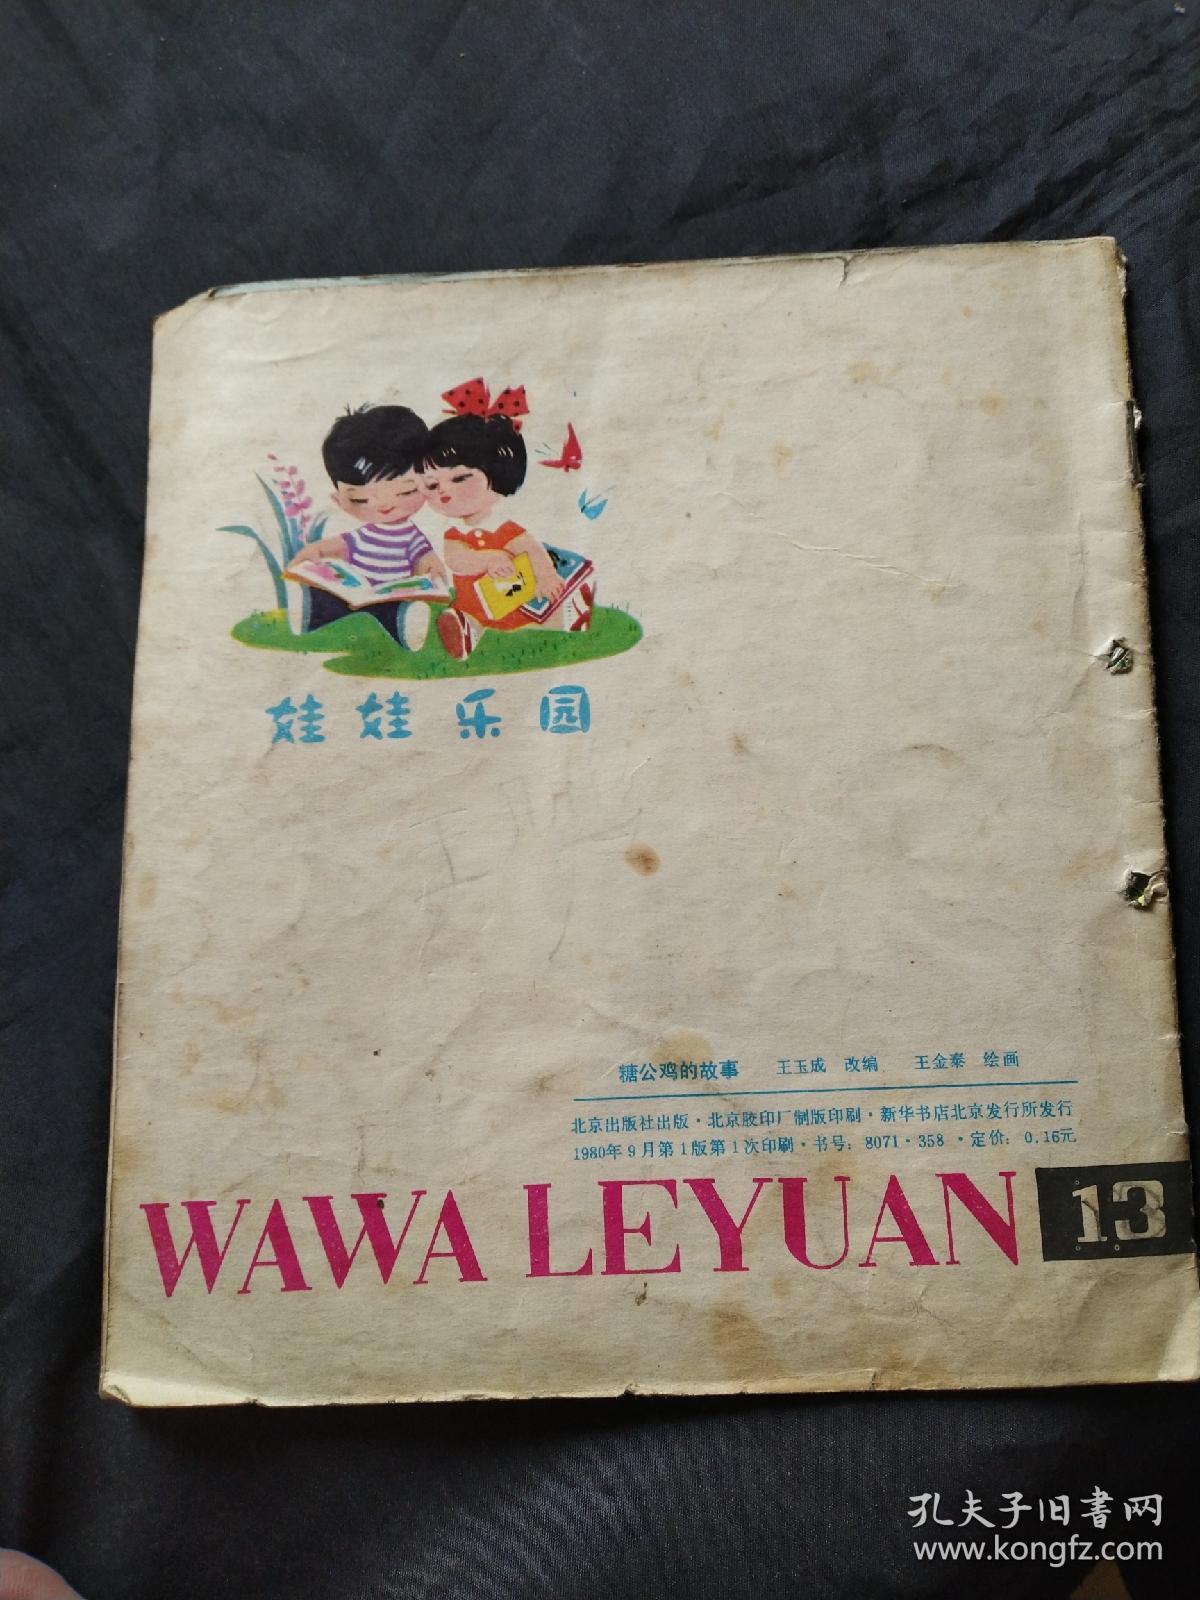 娃娃乐园
糖公鸡的故事 王玉成 改编 王金泰 绘画
北京出版社出版·北京胶印厂制版印刷·新华书店北京发行所发行
1980年9月第1版第1次印刷·书号：8071·358·定价：0.16元
WAWA LEYUAN 13
孔夫子旧书网
www.kongfz.com